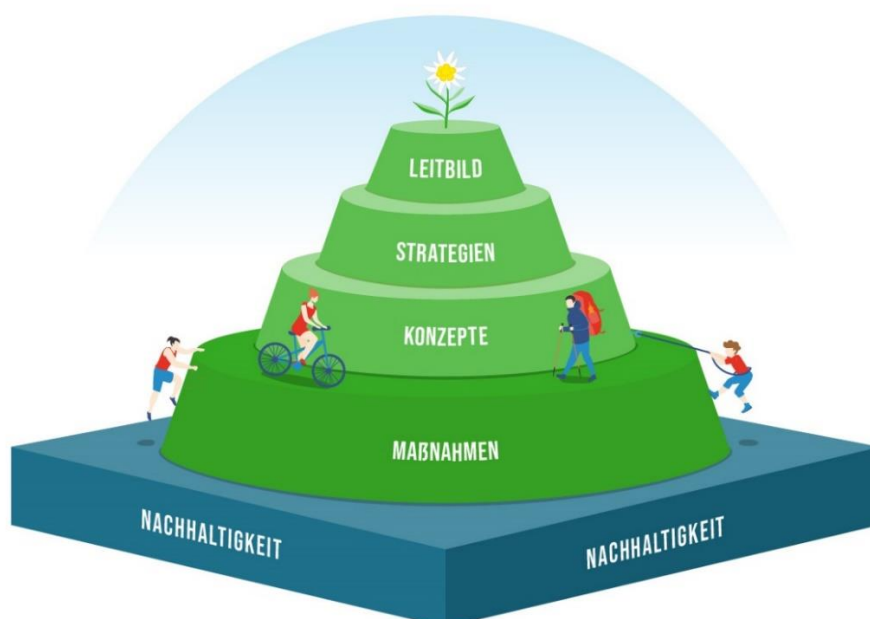 LEITBILD
STRATEGIEN
KONZEPTE
MAßNAHMEN
NACHHALTIGKEIT
NACHHALTIGKEIT